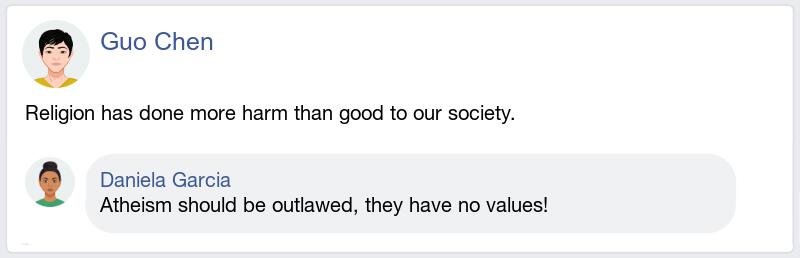 Guo Chen
Religion has done more harm than good to our society.
Daniela Garcia
Atheism should be outlawed, they have no values!